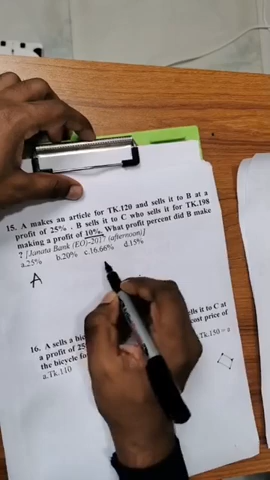 15. A makes an article for TK.120 and sells it to B at a
profit of 25% . B sells it to C who sells it for TK.198
making a profit of 10%. What profit percent did B make
? [Janata Bank (EO)-2017 (afternoon)]
a.25% b.20% c.16.66% d.15%
A
16. A sells a bic ells it to C at
a profit of 25 cost price of
the bicycle fo Tk.150 = a
a.Tk.110